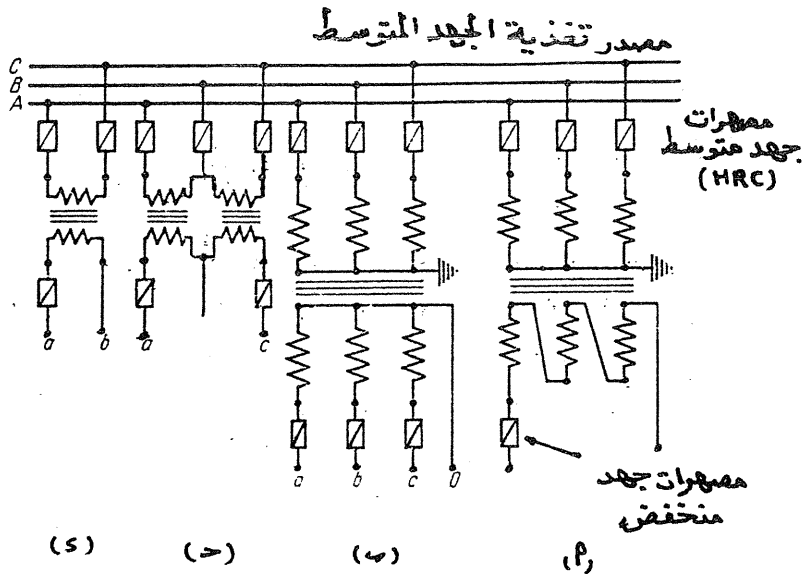 مصدر تغذية الجهد المتوسط
C
B
A
مصهرات
جهد متوسط
(HRC)
a b a c
a b c 0
مصهرات جهد
منخفض
(أ) (ب) (ج) (د)